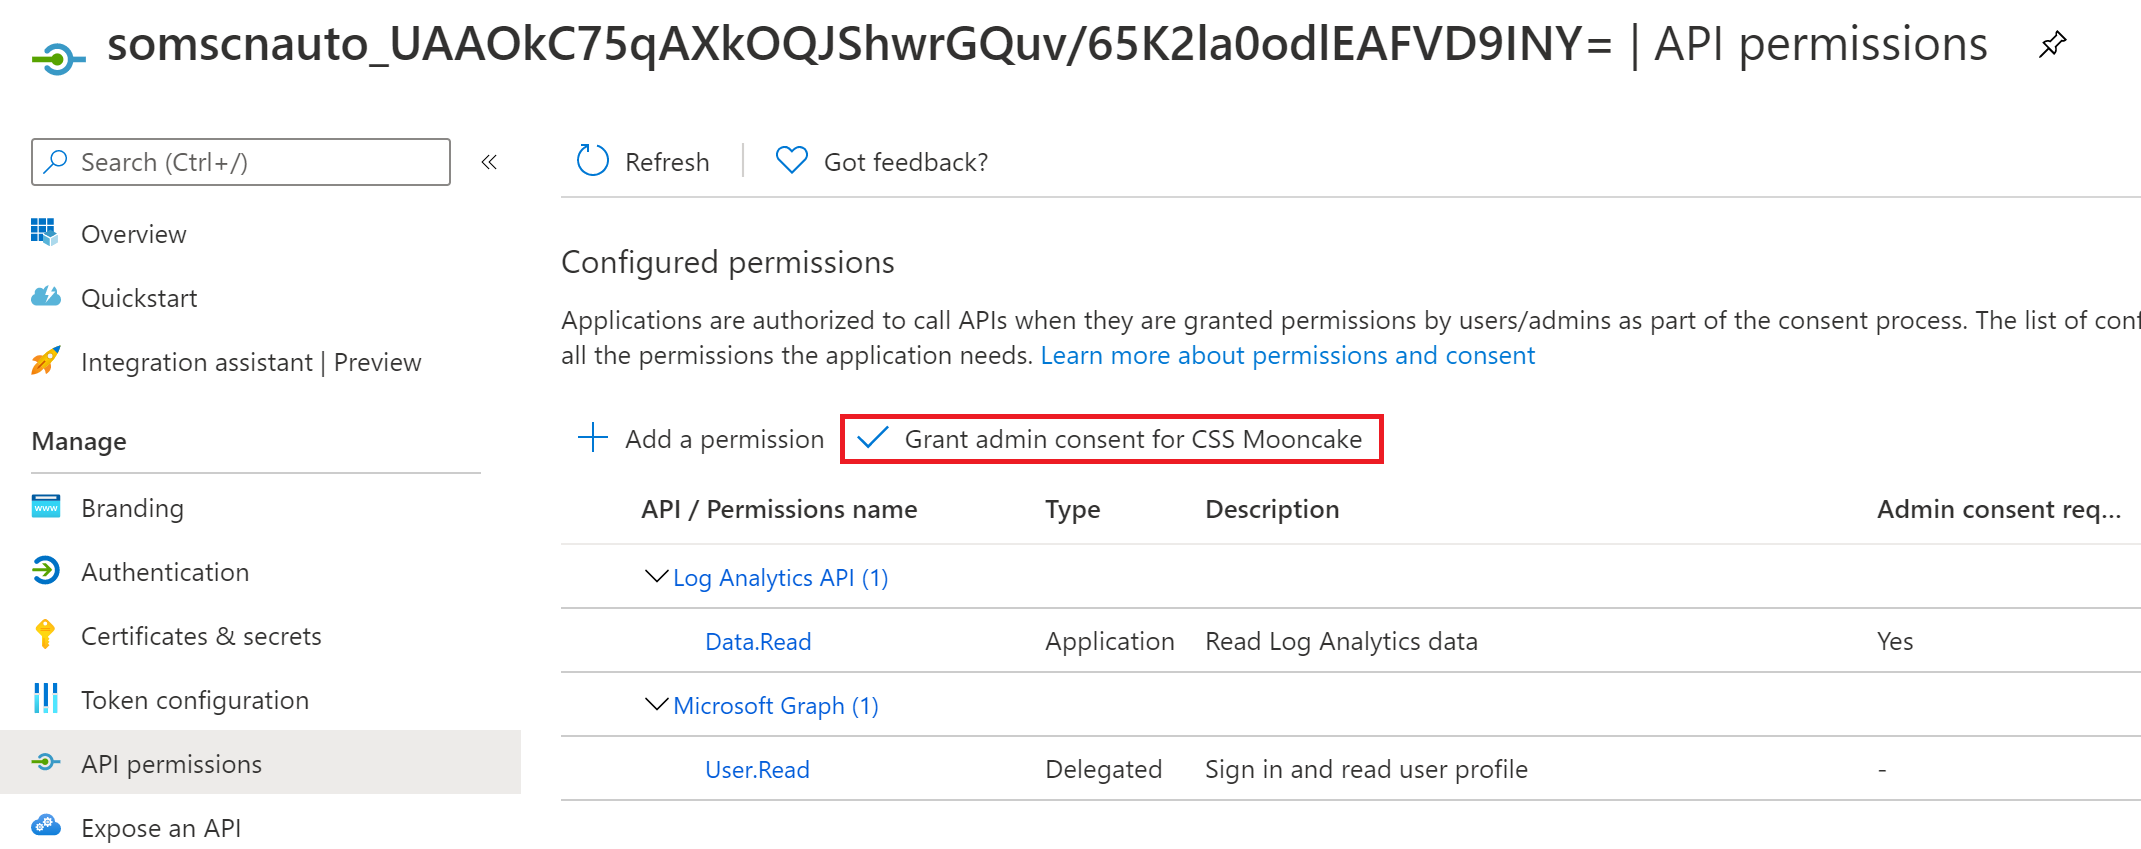 somscnauto_UAAOkC75qAXkOQJShwrGQuv/65K2la0odlEAFVD9INY= | API permissions
Search (Ctrl+/)
«
Refresh
Got feedback?
Overview
Quickstart
Integration assistant | Preview
Manage
Branding
Authentication
Certificates & secrets
Token configuration
API permissions
Expose an API
Configured permissions
Applications are authorized to call APIs when they are granted permissions by users/admins as part of the consent process. The list of conf
all the permissions the application needs. Learn more about permissions and consent
Add a permission
Grant admin consent for CSS Mooncake
API / Permissions name Type Description Admin consent req...
Log Analytics API (1)
Data.Read Application Read Log Analytics data Yes
Microsoft Graph (1)
User.Read Delegated Sign in and read user profile -